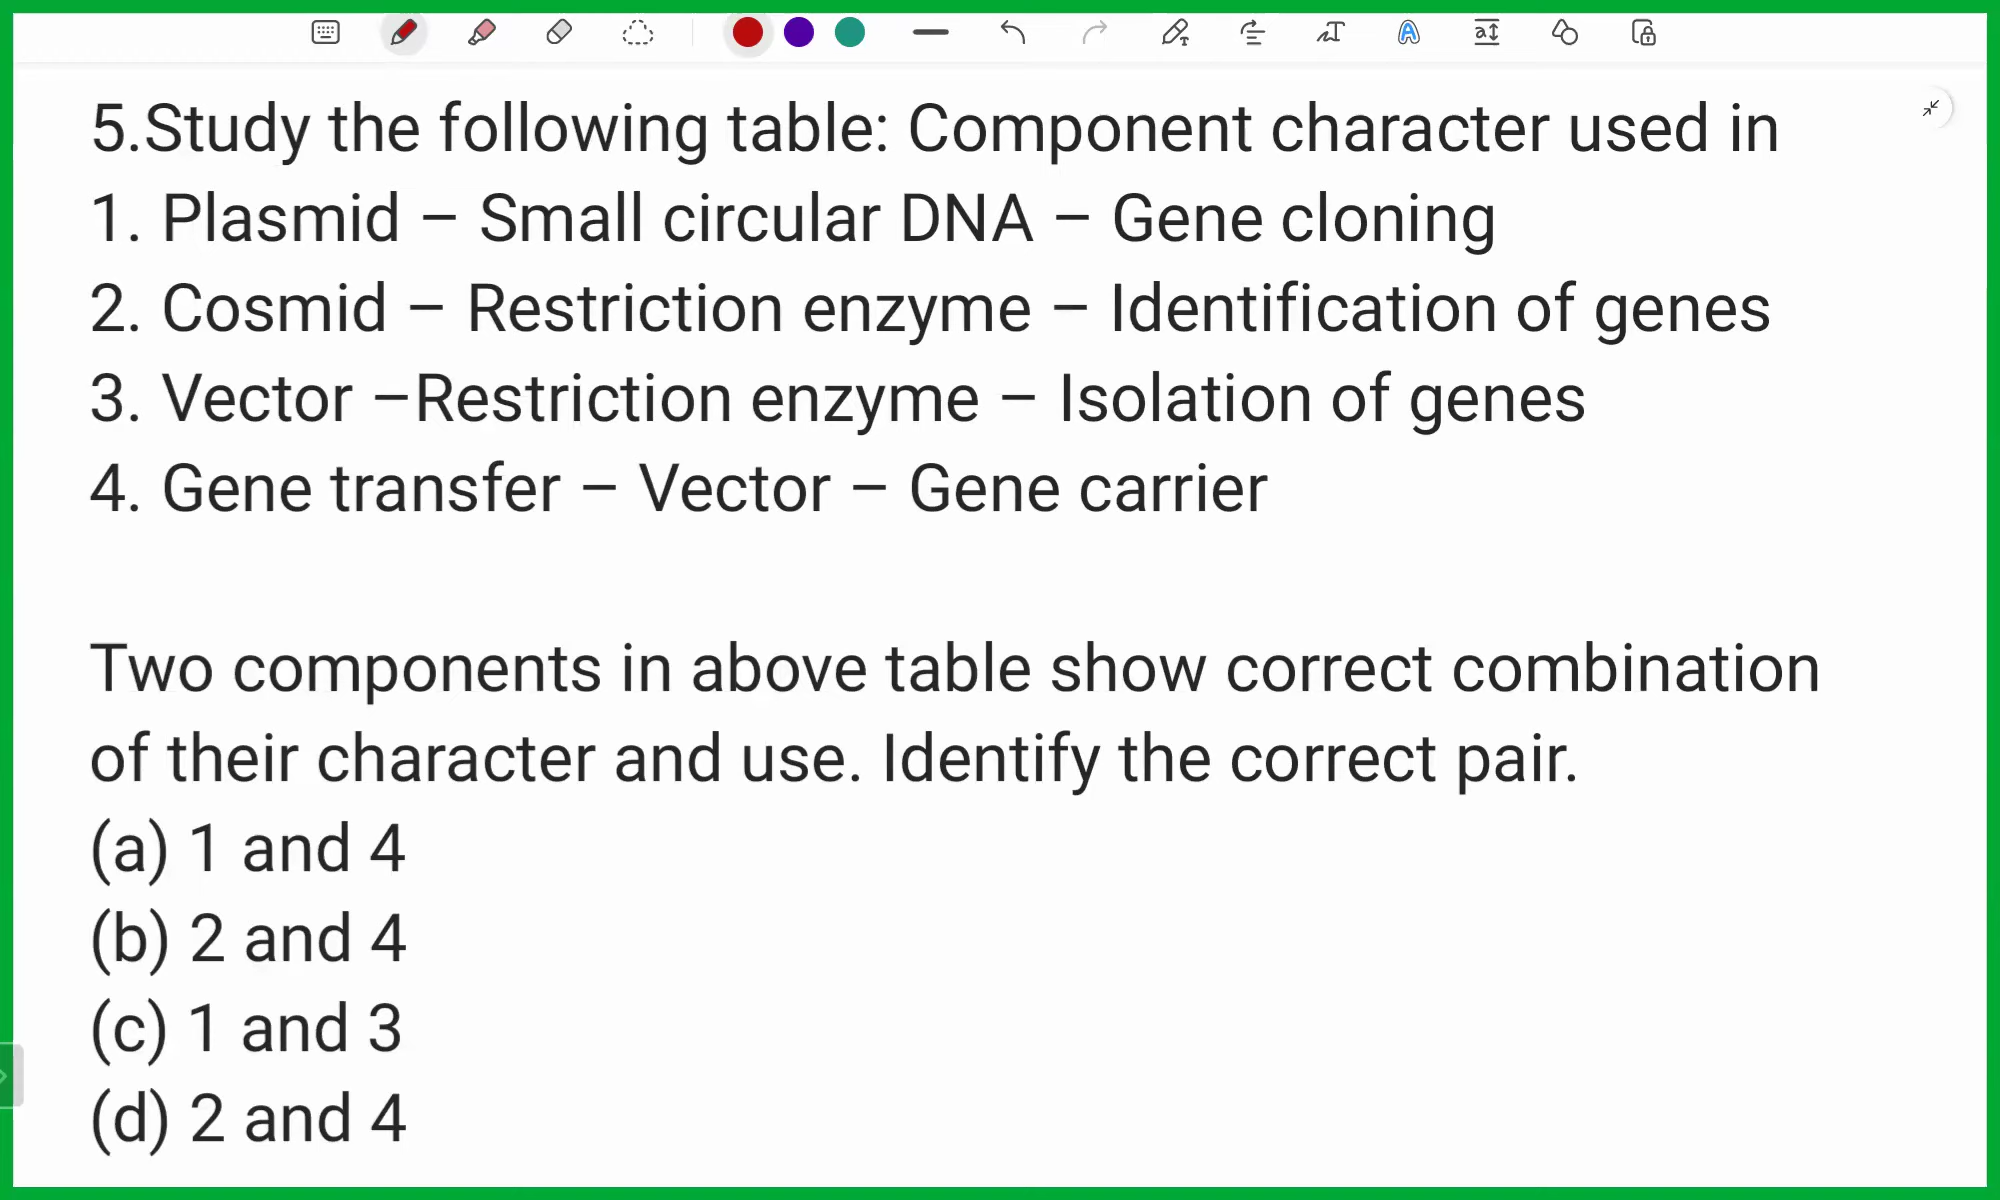 5.Study the following table: Component character used in
1. Plasmid – Small circular DNA – Gene cloning
2. Cosmid – Restriction enzyme – Identification of genes
3. Vector –Restriction enzyme – Isolation of genes
4. Gene transfer – Vector – Gene carrier
Two components in above table show correct combination
of their character and use. Identify the correct pair.
(a) 1 and 4
(b) 2 and 4
(c) 1 and 3
(d) 2 and 4